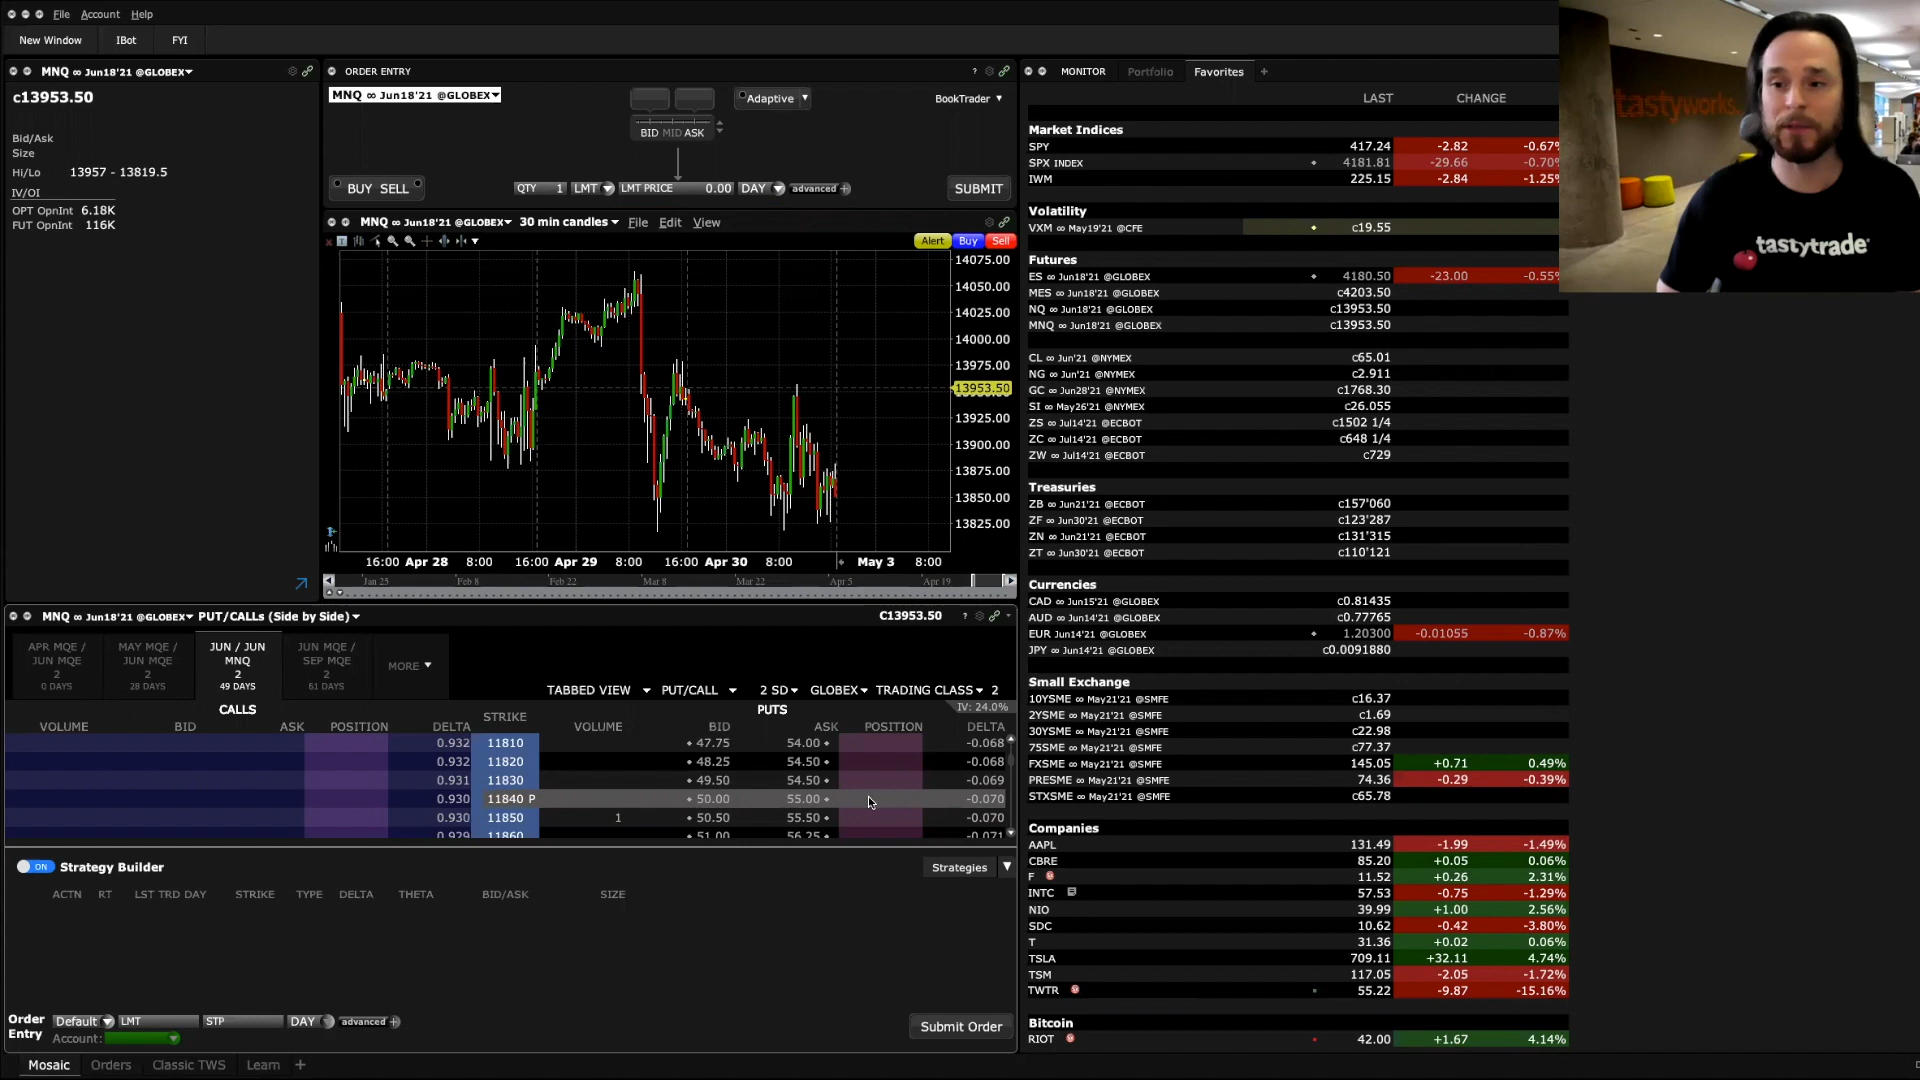 File Account Help
New Window IBot FYI
MNQ ∞ Jun18'21 @GLOBEX
c13953.50
Bid/Ask
Size
Hi/Lo 13957 - 13819.5
IV/OI
OPT OpnInt 6.18K
FUT OpnInt 116K
ORDER ENTRY
MNQ ∞ Jun18'21 @GLOBEX
Adaptive
BookTrader
BID MID ASK
BUY SELL
QTY 1 LMT LMT PRICE 0.00 DAY advanced
SUBMIT
MNQ ∞ Jun18'21 @GLOBEX 30 min candles File Edit View
Alert Buy Sell
14075.00
14050.00
14025.00
14000.00
13975.00
13953.50
13925.00
13900.00
13875.00
13850.00
13825.00
16:00 Apr 28 8:00 16:00 Apr 29 8:00 16:00 Apr 30 8:00 May 3 8:00
Jan 25 Feb 8 Feb 22 Mar 8 Mar 22 Apr 5 Apr 19
MNQ ∞ Jun18'21 @GLOBEX PUT/CALLs (Side by Side) C13953.50 ?
APR MQE / JUN MQE 2 0 DAYS
MAY MQE / JUN MQE 2 28 DAYS
JUN / JUN MNQ 2 49 DAYS
JUN MQE / SEP MQE 2 61 DAYS
MORE
TABBED VIEW PUT/CALL 2 SD GLOBEX TRADING CLASS 2
CALLS PUTS IV: 24.0%
VOLUME BID ASK POSITION DELTA STRIKE VOLUME BID ASK POSITION DELTA
0.932 11810 47.75 54.00 -0.068
0.932 11820 48.25 54.50 -0.068
0.931 11830 49.50 54.50 -0.069
0.930 11840 P 50.00 55.00 -0.070
0.930 11850 1 50.50 55.50 -0.070
0.929 11860 51.00 56.25 -0.071
ON Strategy Builder Strategies
ACTN RT LST TRD DAY STRIKE TYPE DELTA THETA BID/ASK SIZE
Order Entry Default LMT STP DAY advanced
Account:
Submit Order
Mosaic Orders Classic TWS Learn +
MONITOR Portfolio Favorites +
LAST CHANGE
Market Indices
SPY 417.24 -2.82 -0.67%
SPX INDEX 4181.81 -29.66 -0.70%
IWM 225.15 -2.84 -1.25%
Volatility
VXM ∞ May19'21 @CFE c19.55
Futures
ES ∞ Jun18'21 @GLOBEX 4180.50 -23.00 -0.55%
MES ∞ Jun18'21 @GLOBEX c4203.50
NQ ∞ Jun18'21 @GLOBEX c13953.50
MNQ ∞ Jun18'21 @GLOBEX c13953.50
CL ∞ Jun'21 @NYMEX c65.01
NG ∞ Jun'21 @NYMEX c2.911
GC ∞ Jun28'21 @NYMEX c1768.30
SI ∞ May26'21 @NYMEX c26.055
ZS ∞ Jul14'21 @ECBOT c1502 1/4
ZC ∞ Jul14'21 @ECBOT c648 1/4
ZW ∞ Jul14'21 @ECBOT c729
Treasuries
ZB ∞ Jun21'21 @ECBOT c157'060
ZF ∞ Jun30'21 @ECBOT c123'287
ZN ∞ Jun21'21 @ECBOT c131'315
ZT ∞ Jun30'21 @ECBOT c110'121
Currencies
CAD ∞ Jun15'21 @GLOBEX c0.81435
AUD ∞ Jun14'21 @GLOBEX c0.77765
EUR Jun14'21 @GLOBEX 1.20300 -0.01055 -0.87%
JPY Jun14'21 @GLOBEX c0.0091880
Small Exchange
10YSME ∞ May21'21 @SMFE c16.37
2YSME ∞ May21'21 @SMFE c1.69
30YSME ∞ May21'21 @SMFE c22.98
75SME ∞ May21'21 @SMFE c77.37
FXSME ∞ May21'21 @SMFE 145.05 +0.71 0.49%
PRESME ∞ May21'21 @SMFE 74.36 -0.29 -0.39%
STXSME ∞ May21'21 @SMFE c65.78
Companies
AAPL 131.49 -1.99 -1.49%
CBRE 85.20 +0.05 0.06%
F 11.52 +0.26 2.31%
INTC 57.53 -0.75 -1.29%
NIO 39.99 +1.00 2.56%
SDC 10.62 -0.42 -3.80%
T 31.36 +0.02 0.06%
TSLA 709.11 +32.11 4.74%
TSM 117.05 -2.05 -1.72%
TWTR 55.22 -9.87 -15.16%
Bitcoin
RIOT 42.00 +1.67 4.14%
tastyworks.
tastytrade